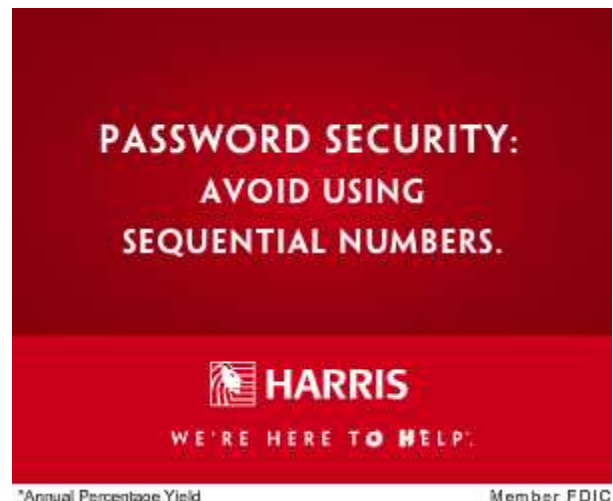 PASSWORD SECURITY:
AVOID USING
SEQUENTIAL NUMBERS.
HARRIS
WE'RE HERE TO HELP.
*Annual Percentage Yield
Member FDIC